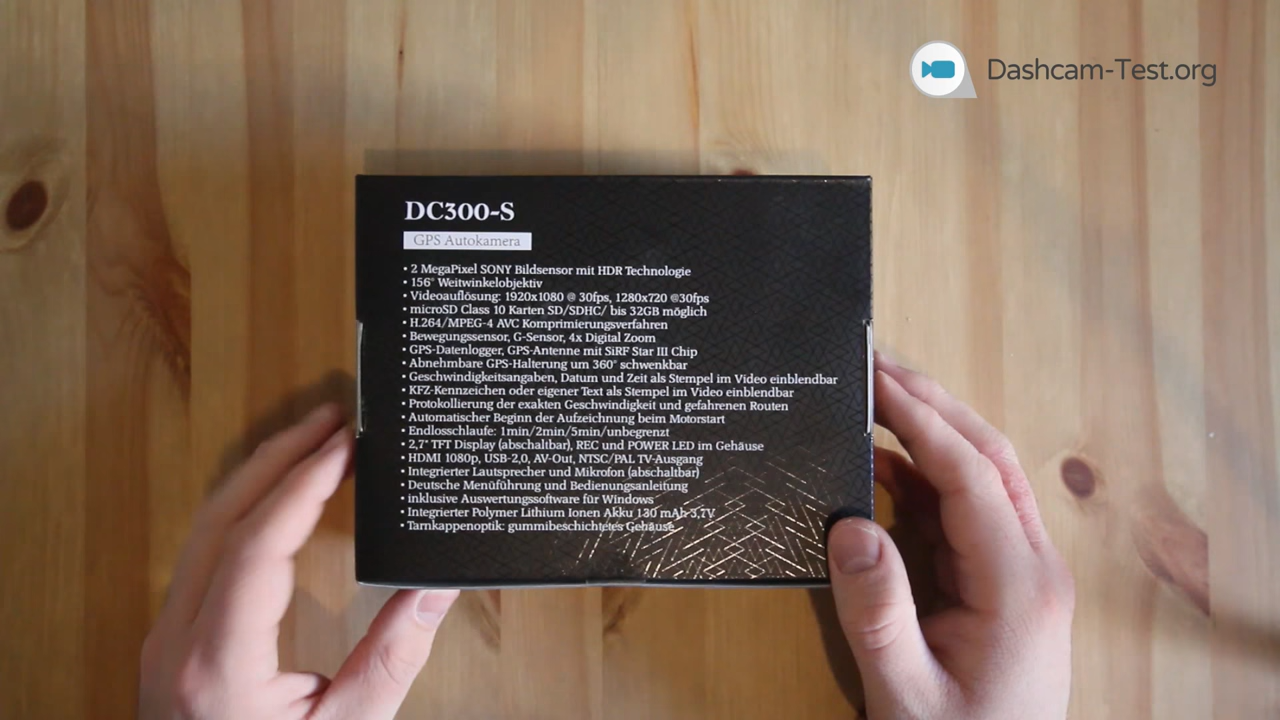 Dashcam-Test.org
DC300-S
GPS Autokamera
• 2 MegaPixel SONY Bildsensor mit HDR Technologie
• 156° Weitwinkelobjektiv
• Videoauflösung: 1920x1080 @ 30fps, 1280x720 @30fps
• microSD Class 10 Karten SD/SDHC/ bis 32GB möglich
• H.264/MPEG-4 AVC Komprimierungsverfahren
• Bewegungssensor, G-Sensor, 4x Digital Zoom
• GPS-Datenlogger, GPS-Antenne mit SiRF Star III Chip
• Abnehmbare GPS-Halterung um 360° schwenkbar
• Geschwindigkeitsangaben, Datum und Zeit als Stempel im Video einblendbar
• KFZ-Kennzeichen oder eigener Text als Stempel im Video einblendbar
• Protokollierung der exakten Geschwindigkeit und gefahrenen Routen
• Automatischer Beginn der Aufzeichnung beim Motorstart
• Endlosschlaufe: 1min/2min/5min/unbegrenzt
• 2,7" TFT Display (abschaltbar), REC und POWER LED im Gehäuse
• HDMI 1080p, USB-2,0, AV-Out, NTSC/PAL TV-Ausgang
• Integrierter Lautsprecher und Mikrofon (abschaltbar)
• Deutsche Menüführung und Bedienungsanleitung
• inklusive Auswertungssoftware für Windows
• Integrierter Polymer Lithium Ionen Akku 130 mAh 3,7V
• Tarnkappenoptik: gummibeschichtetes Gehäuse